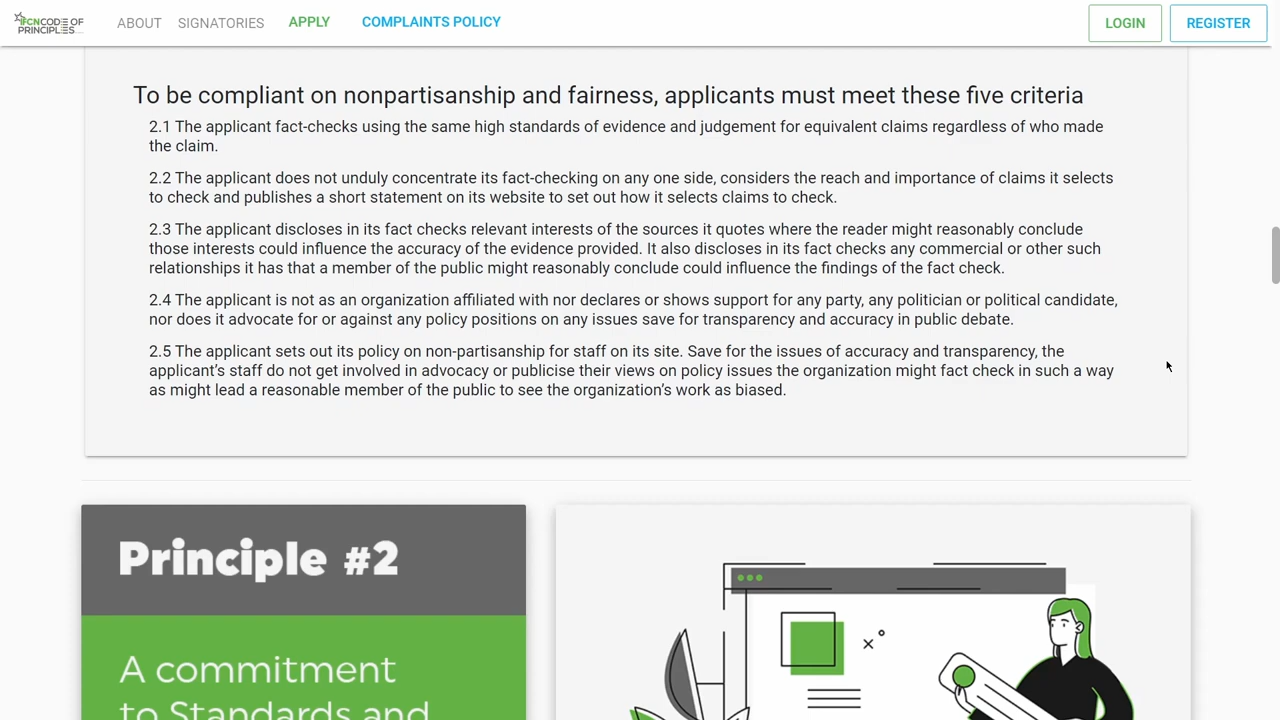 IFCN CODE OF
PRINCIPLES
ABOUT
SIGNATORIES
APPLY
COMPLAINTS POLICY
LOGIN
REGISTER
To be compliant on nonpartisanship and fairness, applicants must meet these five criteria
2.1 The applicant fact-checks using the same high standards of evidence and judgement for equivalent claims regardless of who made
the claim.
2.2 The applicant does not unduly concentrate its fact-checking on any one side, considers the reach and importance of claims it selects
to check and publishes a short statement on its website to set out how it selects claims to check.
2.3 The applicant discloses in its fact checks relevant interests of the sources it quotes where the reader might reasonably conclude
those interests could influence the accuracy of the evidence provided. It also discloses in its fact checks any commercial or other such
relationships it has that a member of the public might reasonably conclude could influence the findings of the fact check.
2.4 The applicant is not as an organization affiliated with nor declares or shows support for any party, any politician or political candidate,
nor does it advocate for or against any policy positions on any issues save for transparency and accuracy in public debate.
2.5 The applicant sets out its policy on non-partisanship for staff on its site. Save for the issues of accuracy and transparency, the
applicant’s staff do not get involved in advocacy or publicise their views on policy issues the organization might fact check in such a way
as might lead a reasonable member of the public to see the organization’s work as biased.
Principle #2
A commitment
to Standards and